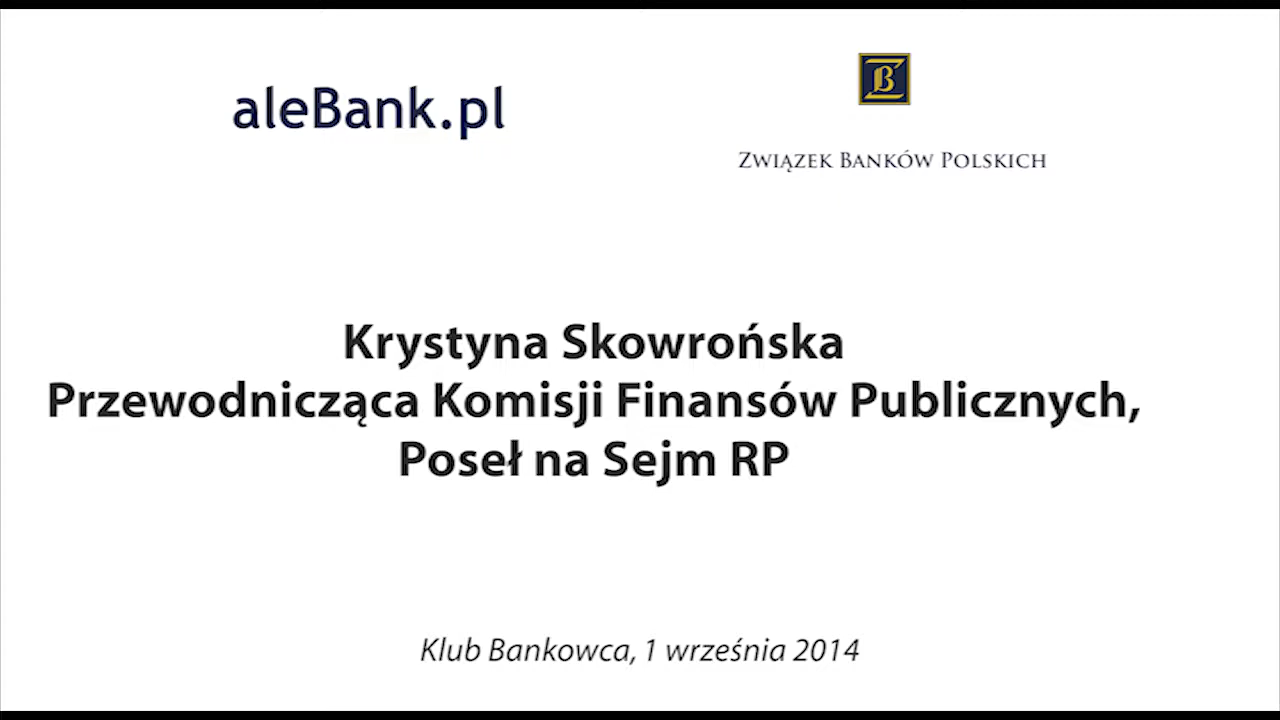 aleBank.pl
ZWIĄZEK BANKÓW POLSKICH
Krystyna Skowrońska
Przewodnicząca Komisji Finansów Publicznych,
Poseł na Sejm RP
Klub Bankowca, 1 września 2014